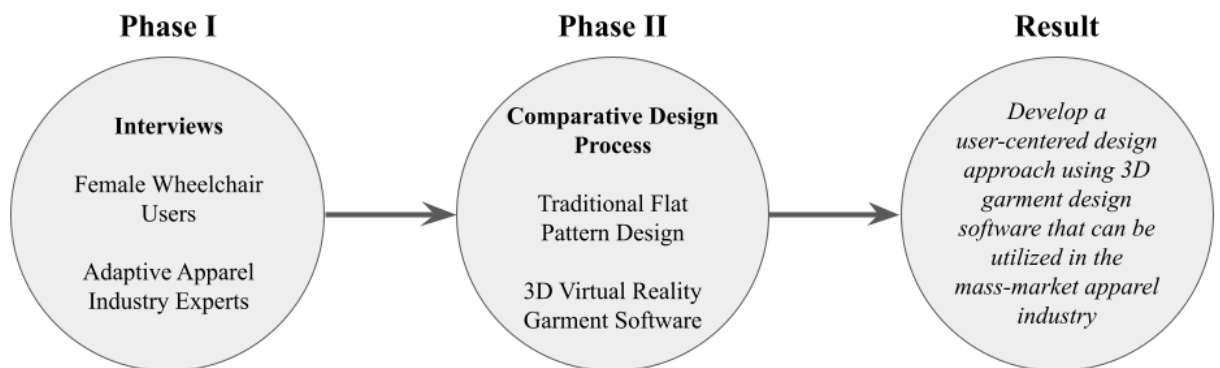 Phase I
Interviews
Female Wheelchair
Users
Adaptive Apparel
Industry Experts
Phase II
Comparative Design
Process
Traditional Flat
Pattern Design
3D Virtual Reality
Garment Software
Result
Develop a
user-centered design
approach using 3D
garment design
software that can be
utilized in the
mass-market apparel
industry